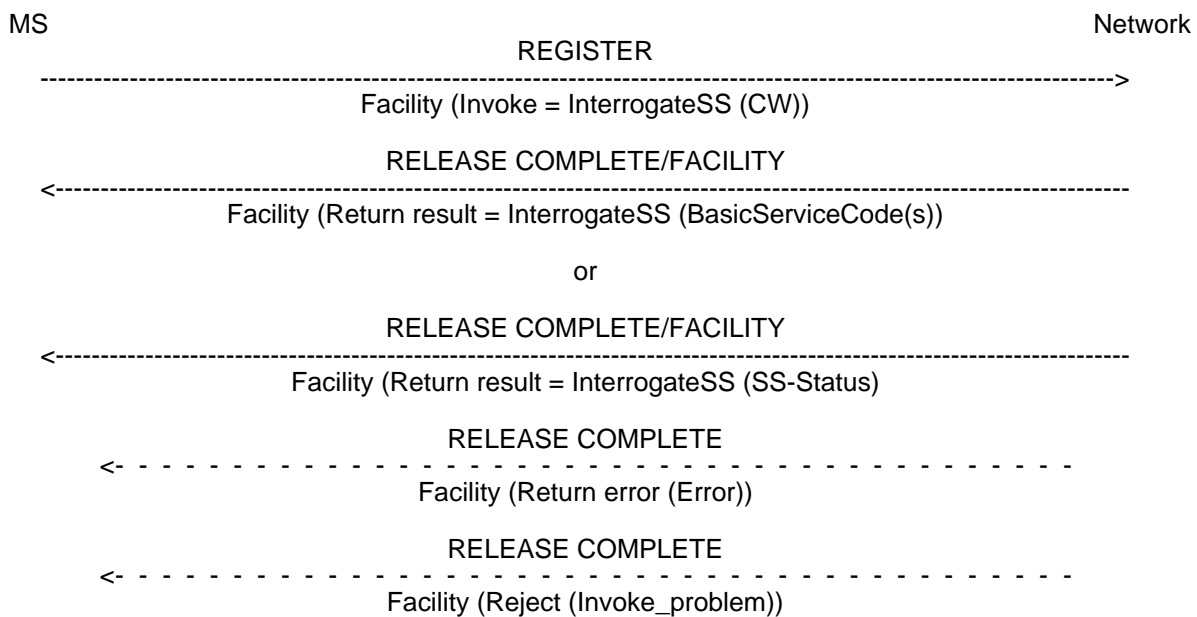 MS Network
REGISTER
Facility (Invoke = InterrogateSS (CW))
RELEASE COMPLETE/FACILITY
Facility (Return result = InterrogateSS (BasicServiceCode(s))
or
RELEASE COMPLETE/FACILITY
Facility (Return result = InterrogateSS (SS-Status)
RELEASE COMPLETE
Facility (Return error (Error))
RELEASE COMPLETE
Facility (Reject (Invoke_problem))